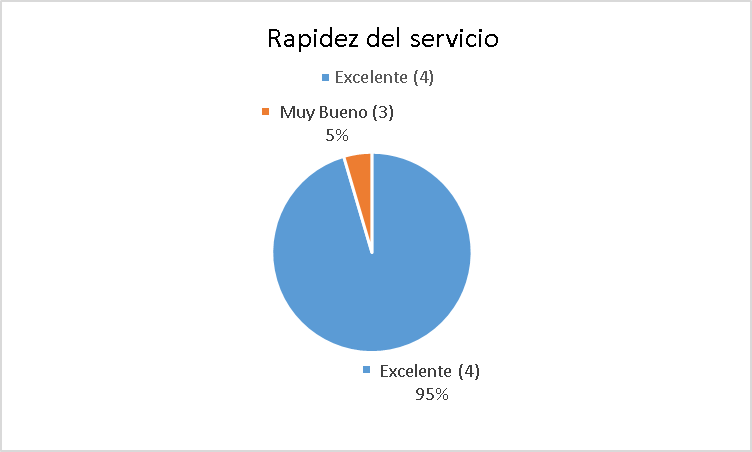 Rapidez del servicio
Excelente (4)
Muy Bueno (3)
5%
Excelente (4)
95%